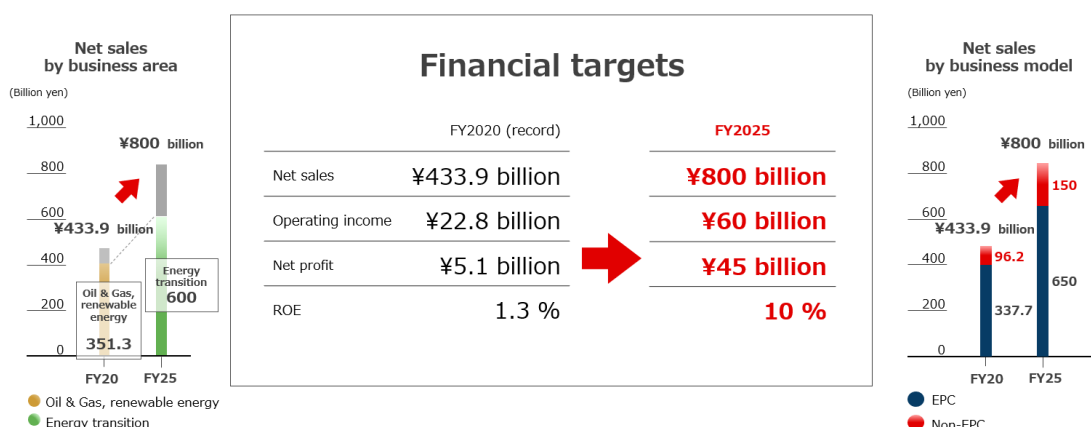 Net sales
by business area
(Billion yen)
1,000
800
600
400
200
0
¥800 billion
¥433.9 billion
Oil & Gas,
renewable
energy
351.3
Energy
transition
600
FY20
FY25
Oil & Gas, renewable energy
Energy transition
Financial targets
FY2020 (record)
FY2025
Net sales
¥433.9 billion
¥800 billion
Operating income
¥22.8 billion
¥60 billion
Net profit
¥5.1 billion
¥45 billion
ROE
1.3 %
10 %
Net sales
by business model
(Billion yen)
1,000
800
600
400
200
0
¥800 billion
150
¥433.9 billion
96.2
650
337.7
FY20
FY25
EPC
Non-EPC